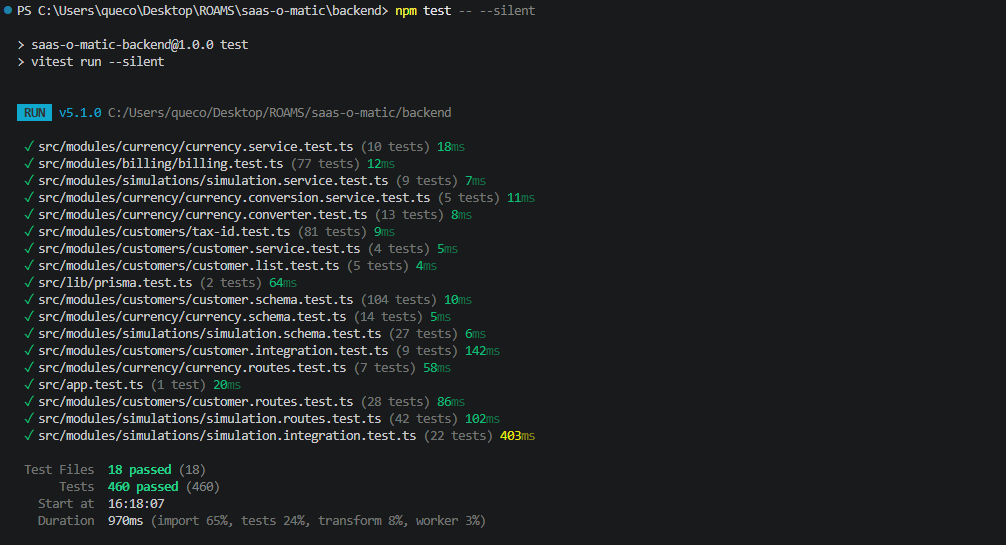 PS C:\Users\queco\Desktop\ROAMS\saas-o-matic\backend> npm test -- --silent
> saas-o-matic-backend@1.0.0 test
> vitest run --silent
RUN v5.1.0 C:/Users/queco/Desktop/ROAMS/saas-o-matic/backend
✓ src/modules/currency/currency.service.test.ts (10 tests) 18ms
✓ src/modules/billing/billing.test.ts (77 tests) 12ms
✓ src/modules/simulations/simulation.service.test.ts (9 tests) 7ms
✓ src/modules/currency/currency.conversion.service.test.ts (5 tests) 11ms
✓ src/modules/currency/currency.converter.test.ts (13 tests) 8ms
✓ src/modules/customers/tax-id.test.ts (81 tests) 9ms
✓ src/modules/customers/customer.service.test.ts (4 tests) 5ms
✓ src/modules/customers/customer.list.test.ts (5 tests) 4ms
✓ src/lib/prisma.test.ts (2 tests) 64ms
✓ src/modules/customers/customer.schema.test.ts (104 tests) 10ms
✓ src/modules/currency/currency.schema.test.ts (14 tests) 5ms
✓ src/modules/simulations/simulation.schema.test.ts (27 tests) 6ms
✓ src/modules/customers/customer.integration.test.ts (9 tests) 142ms
✓ src/modules/currency/currency.routes.test.ts (7 tests) 58ms
✓ src/app.test.ts (1 test) 20ms
✓ src/modules/customers/customer.routes.test.ts (28 tests) 86ms
✓ src/modules/simulations/simulation.routes.test.ts (42 tests) 102ms
✓ src/modules/simulations/simulation.integration.test.ts (22 tests) 403ms
Test Files 18 passed (18)
Tests 460 passed (460)
Start at 16:18:07
Duration 970ms (import 65%, tests 24%, transform 8%, worker 3%)